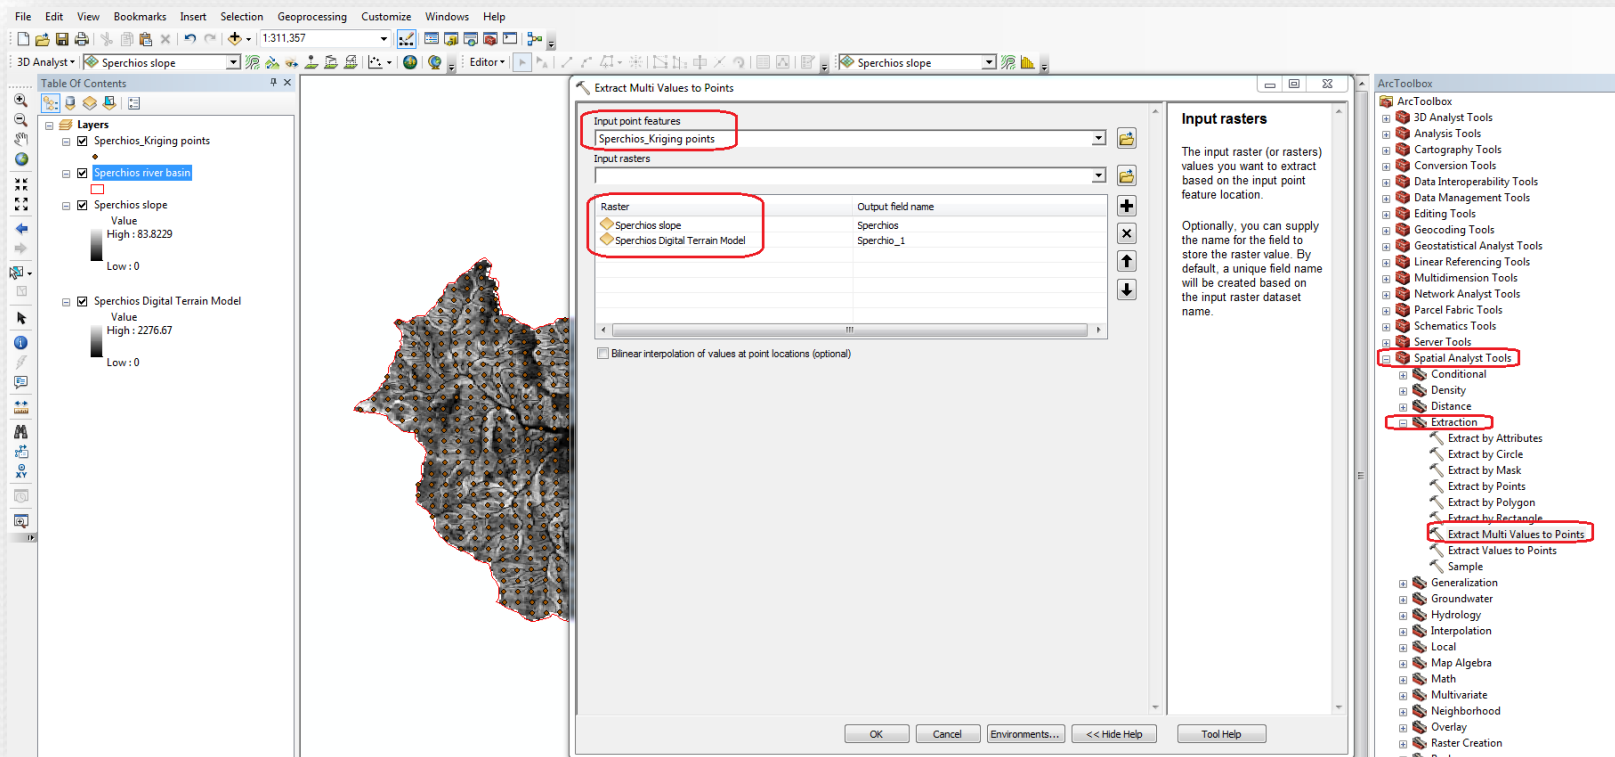 File Edit View Bookmarks Insert Selection Geoprocessing Customize Windows Help
1:311,357
3D Analyst Sperchios slope Editor Sperchios slope
Table Of Contents
Layers
Sperchios_Kriging points
Sperchios river basin
Sperchios slope
Value
High : 83.8229
Low : 0
Sperchios Digital Terrain Model
Value
High : 2276.67
Low : 0
XY
Extract Multi Values to Points
Input point features
Sperchios_Kriging points
Input rasters
Raster Output field name
Sperchios slope Sperchios
Sperchios Digital Terrain Model Sperchio_1
Bilinear interpolation of values at point locations (optional)
OK Cancel Environments... << Hide Help Tool Help
Input rasters
The input raster (or rasters)
values you want to extract
based on the input point
feature location.
Optionally, you can supply
the name for the field to
store the raster value. By
default, a unique field name
will be created based on
the input raster dataset
name.
ArcToolbox
ArcToolbox
3D Analyst Tools
Analysis Tools
Cartography Tools
Conversion Tools
Data Interoperability Tools
Data Management Tools
Editing Tools
Geocoding Tools
Geostatistical Analyst Tools
Linear Referencing Tools
Multidimension Tools
Network Analyst Tools
Parcel Fabric Tools
Schematics Tools
Server Tools
Spatial Analyst Tools
Conditional
Density
Distance
Extraction
Extract by Attributes
Extract by Circle
Extract by Mask
Extract by Points
Extract by Polygon
Extract by Rectangle
Extract Multi Values to Points
Extract Values to Points
Sample
Generalization
Groundwater
Hydrology
Interpolation
Local
Map Algebra
Math
Multivariate
Neighborhood
Overlay
Raster Creation